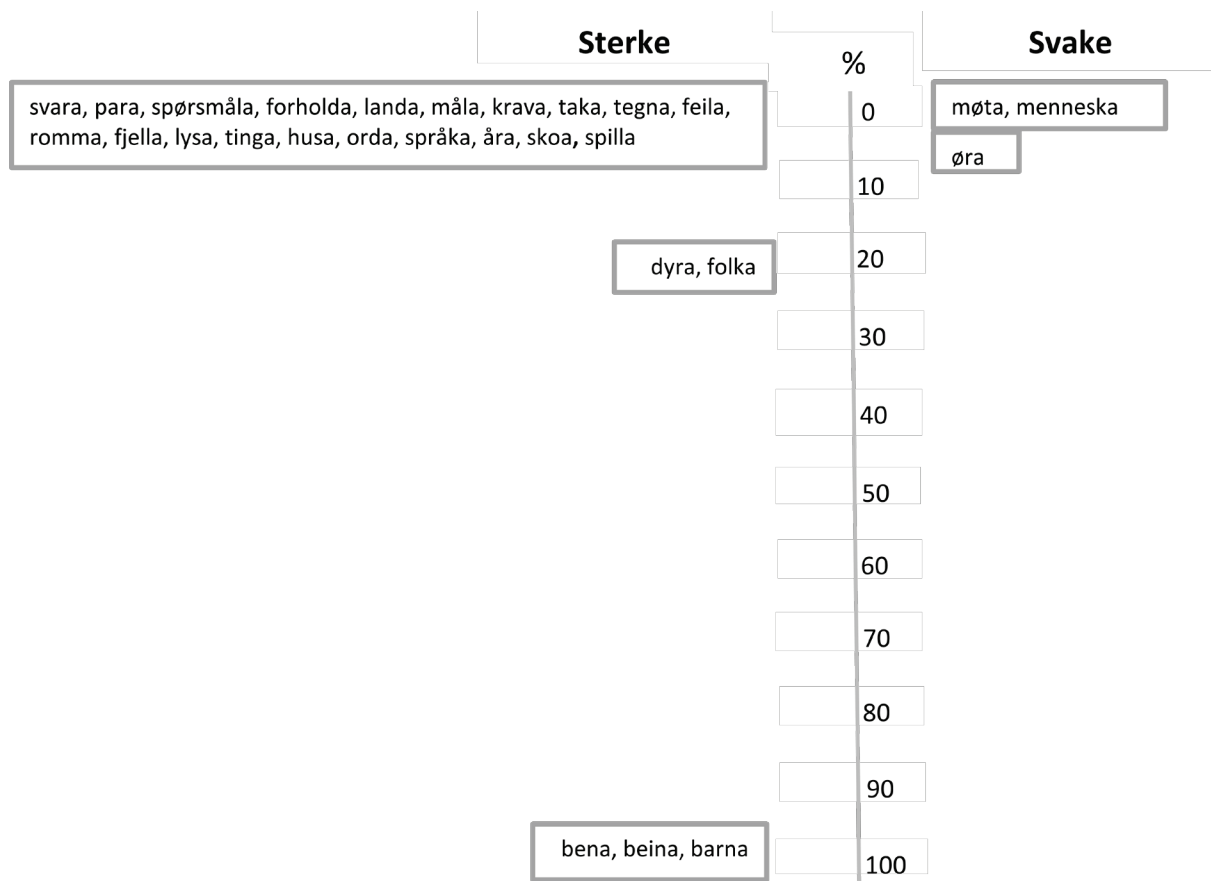 Sterke
%
Svake
svara, para, spørsmåla, forholda, landa, måla, krava, taka, tegna, feila,
romma, fjella, lysa, tinga, husa, orda, språka, åra, skoa, spilla
0
møta, menneska
øra
10
dyra, folka
20
30
40
50
60
70
80
90
bena, beina, barna
100